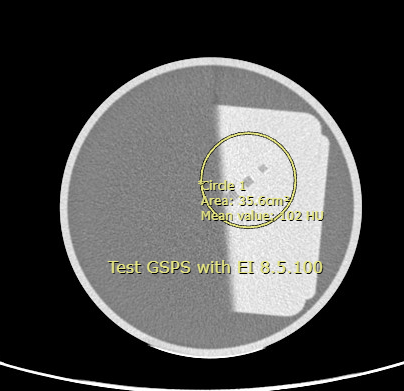 Circle 1
Area: 35.6cm²
Mean value: 102 HU
Test GSPS with EI 8.5.100